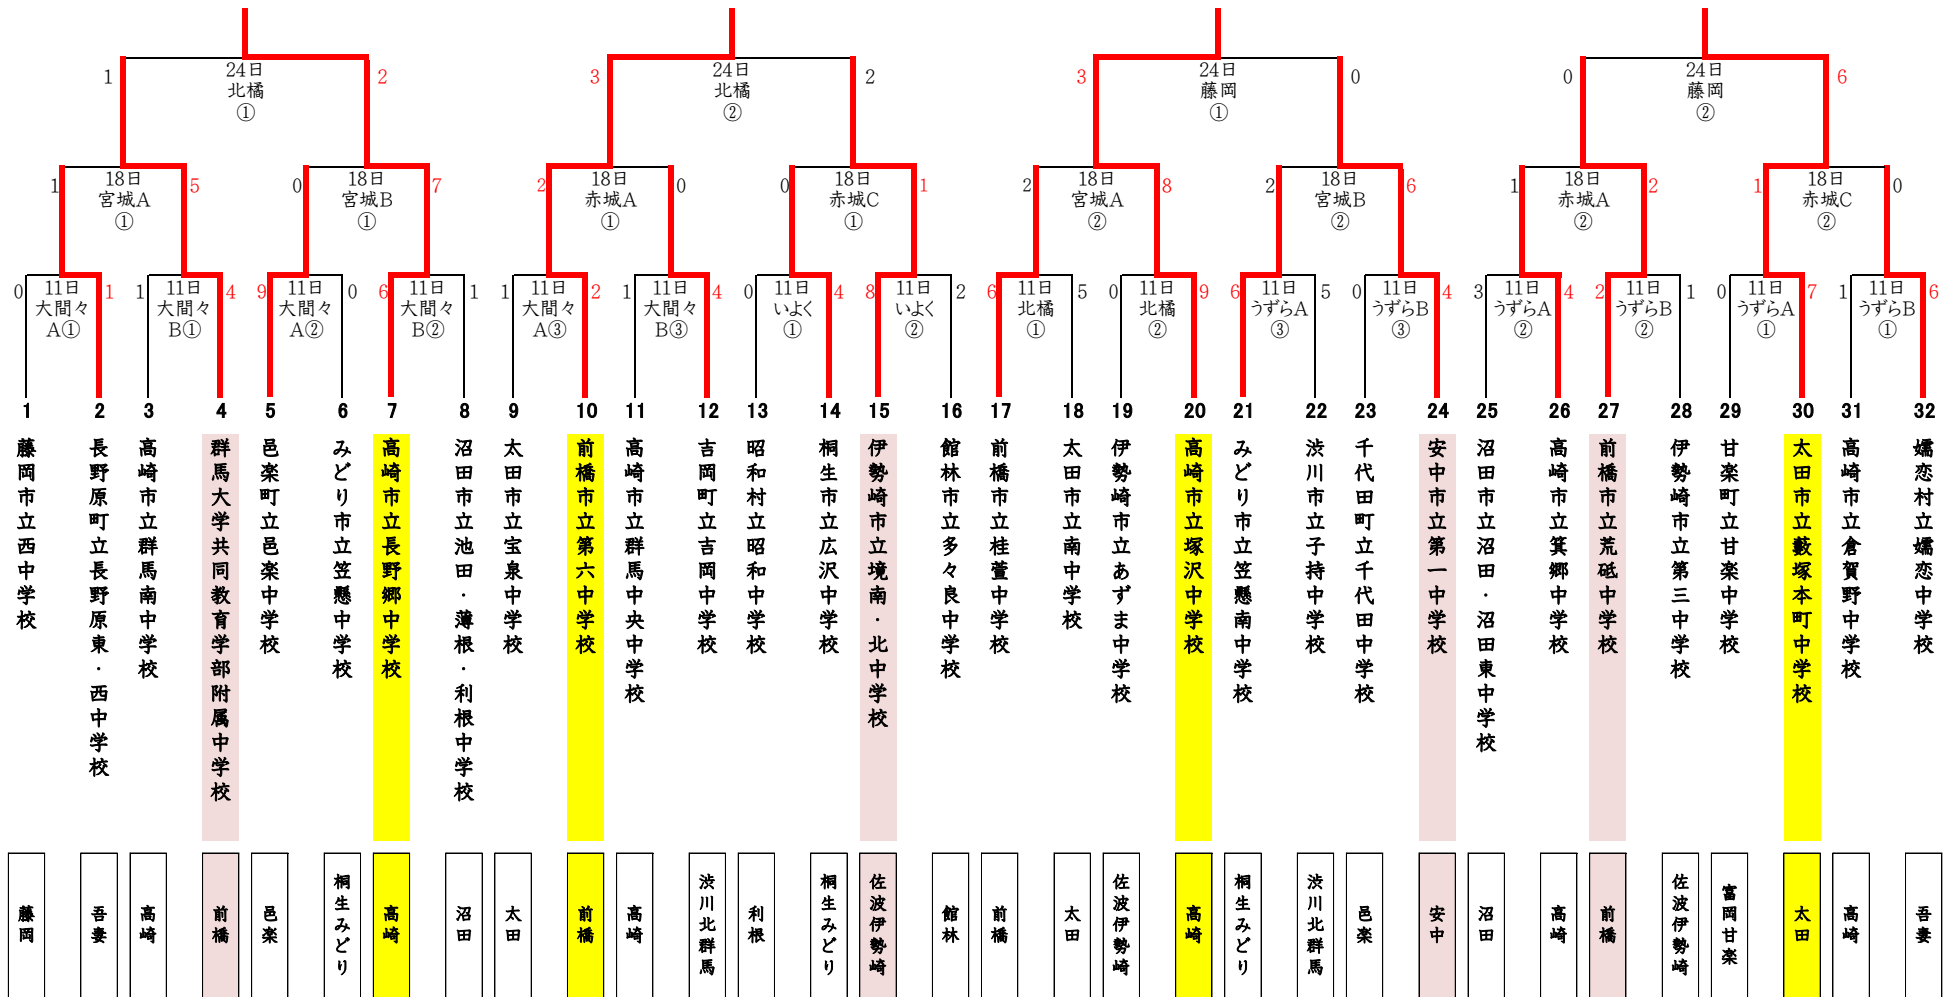 1 24日 2
北橘
①
3 24日 2
北橘
②
3 24日 0
藤岡
①
0 24日 6
藤岡
②
1 18日 5
宮城A
①
0 18日 7
宮城B
①
2 18日 0
赤城A
①
0 18日 1
赤城C
①
2 18日 8
宮城A
②
2 18日 6
宮城B
②
1 18日 2
赤城A
②
1 18日 0
赤城C
②
0 11日 1
大間々
A①
1 11日 4
大間々
B①
9 11日 0
大間々
A②
6 11日 1
大間々
B②
1 11日 2
大間々
A③
1 11日 4
大間々
B③
0 11日 4
いよく
①
8 11日 2
いよく
②
6 11日 5
北橘
①
0 11日 9
北橘
②
6 11日 5
うずらA
③
0 11日 4
うずらB
③
3 11日 4
うずらA
②
2 11日 1
うずらB
②
0 11日 7
うずらA
①
1 11日 6
うずらB
①
1 2 3 4 5 6 7 8 9 10 11 12 13 14 15 16 17 18 19 20 21 22 23 24 25 26 27 28 29 30 31 32
藤岡市立西中学校
長野原町立長野原東・西中学校
高崎市立群馬南中学校
群馬大学共同教育学部附属中学校
邑楽町立邑楽中学校
みどり市立笠懸中学校
高崎市立長野郷中学校
沼田市立池田・薄根・利根中学校
太田市立宝泉中学校
前橋市立第六中学校
高崎市立群馬中央中学校
吉岡町立吉岡中学校
昭和村立昭和中学校
桐生市立広沢中学校
伊勢崎市立境南・北中学校
館林市立多々良中学校
前橋市立桂萱中学校
太田市立南中学校
伊勢崎市立あずま中学校
高崎市立塚沢中学校
みどり市立笠懸南中学校
渋川市立子持中学校
千代田町立千代田中学校
安中市立第一中学校
沼田市立沼田・沼田東中学校
高崎市立箕郷中学校
前橋市立荒砥中学校
伊勢崎市立第三中学校
甘楽町立甘楽中学校
太田市立藪塚本町中学校
高崎市立倉賀野中学校
嬬恋村立嬬恋中学校
藤岡
吾妻
高崎
前橋
邑楽
桐生みどり
高崎
沼田
太田
前橋
高崎
渋川北群馬
利根
桐生みどり
佐波伊勢崎
館林
前橋
太田
佐波伊勢崎
高崎
桐生みどり
渋川北群馬
邑楽
安中
沼田
高崎
前橋
佐波伊勢崎
富岡甘楽
太田
高崎
吾妻